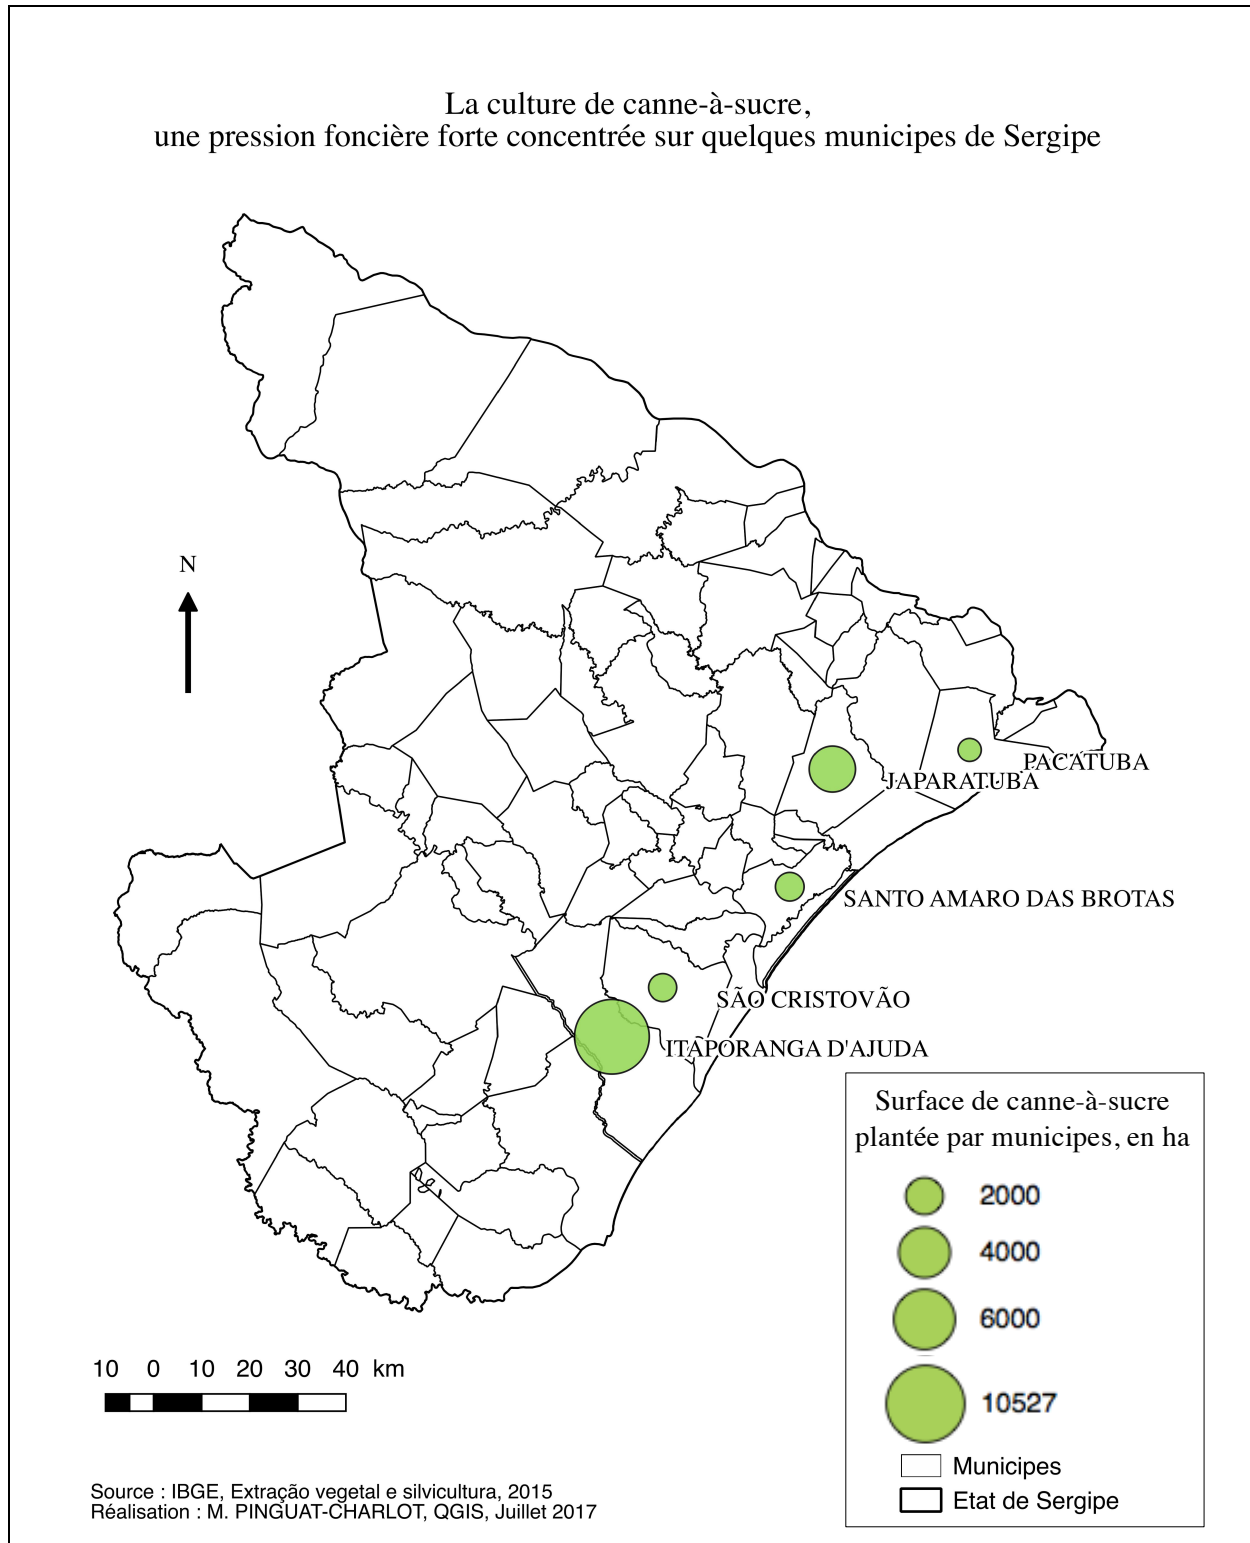 La culture de canne-à-sucre,
une pression foncière forte concentrée sur quelques municipes de Sergipe
N
PACATUBA
JAPARATUBA
SANTO AMARO DAS BROTAS
SÃO CRISTOVÃO
ITAPORANGA D'AJUDA
Surface de canne-à-sucre
plantée par municipes, en ha
2000
4000
6000
10527
Municipes
Etat de Sergipe
10 0 10 20 30 40 km
Source : IBGE, Extração vegetal e silvicultura, 2015
Réalisation : M. PINGUAT-CHARLOT, QGIS, Juillet 2017